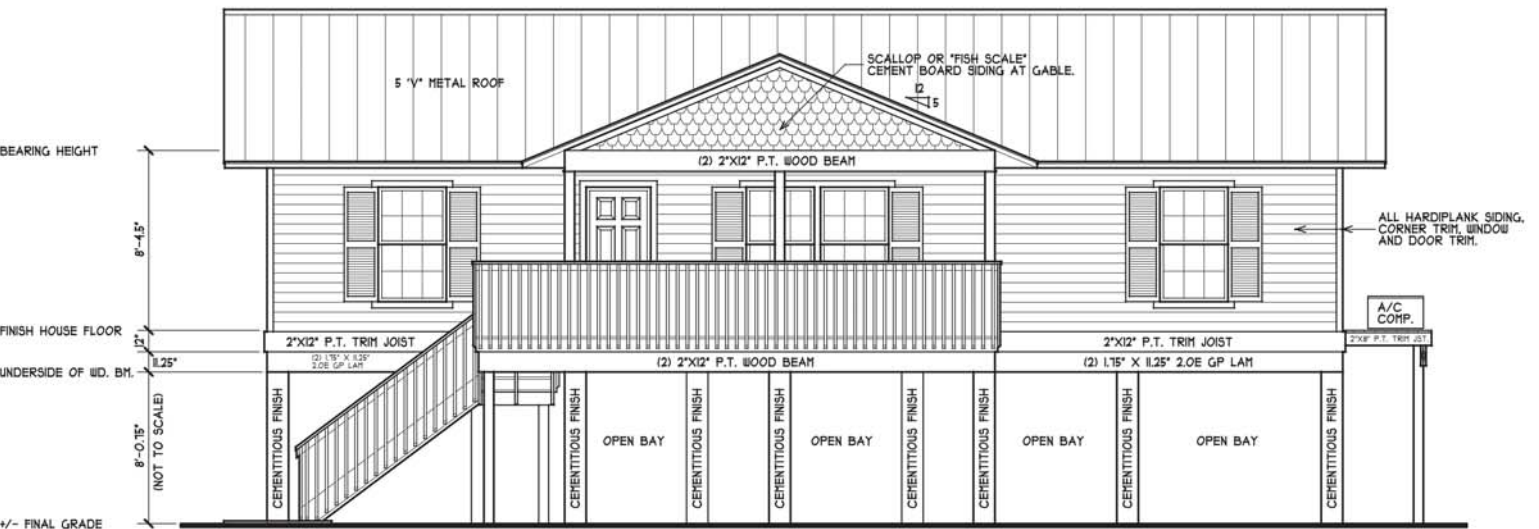 SCALLOP OR "FISH SCALE"
CEMENT BOARD SIDING AT GABLE.
5 "V" METAL ROOF
12
5
BEARING HEIGHT
(2) 2"X12" P.T. WOOD BEAM
8'-4.5"
ALL HARDIPLANK SIDING,
CORNER TRIM, WINDOW
AND DOOR TRIM.
A/C
COMP.
FINISH HOUSE FLOOR
12"
2"X12" P.T. TRIM JOIST
2"X12" P.T. TRIM JOIST
2"X8" P.T. TRIM JST.
11.25"
(2) 1.75" X 11.25"
2.0E GP LAM
(2) 2"X12" P.T. WOOD BEAM
(2) 1.75" X 11.25" 2.0E GP LAM
UNDERSIDE OF WD. BM.
8'-0.75"
(NOT TO SCALE)
CEMENTITIOUS FINISH
CEMENTITIOUS FINISH
OPEN BAY
CEMENTITIOUS FINISH
CEMENTITIOUS FINISH
OPEN BAY
CEMENTITIOUS FINISH
CEMENTITIOUS FINISH
OPEN BAY
CEMENTITIOUS FINISH
OPEN BAY
CEMENTITIOUS FINISH
+/- FINAL GRADE